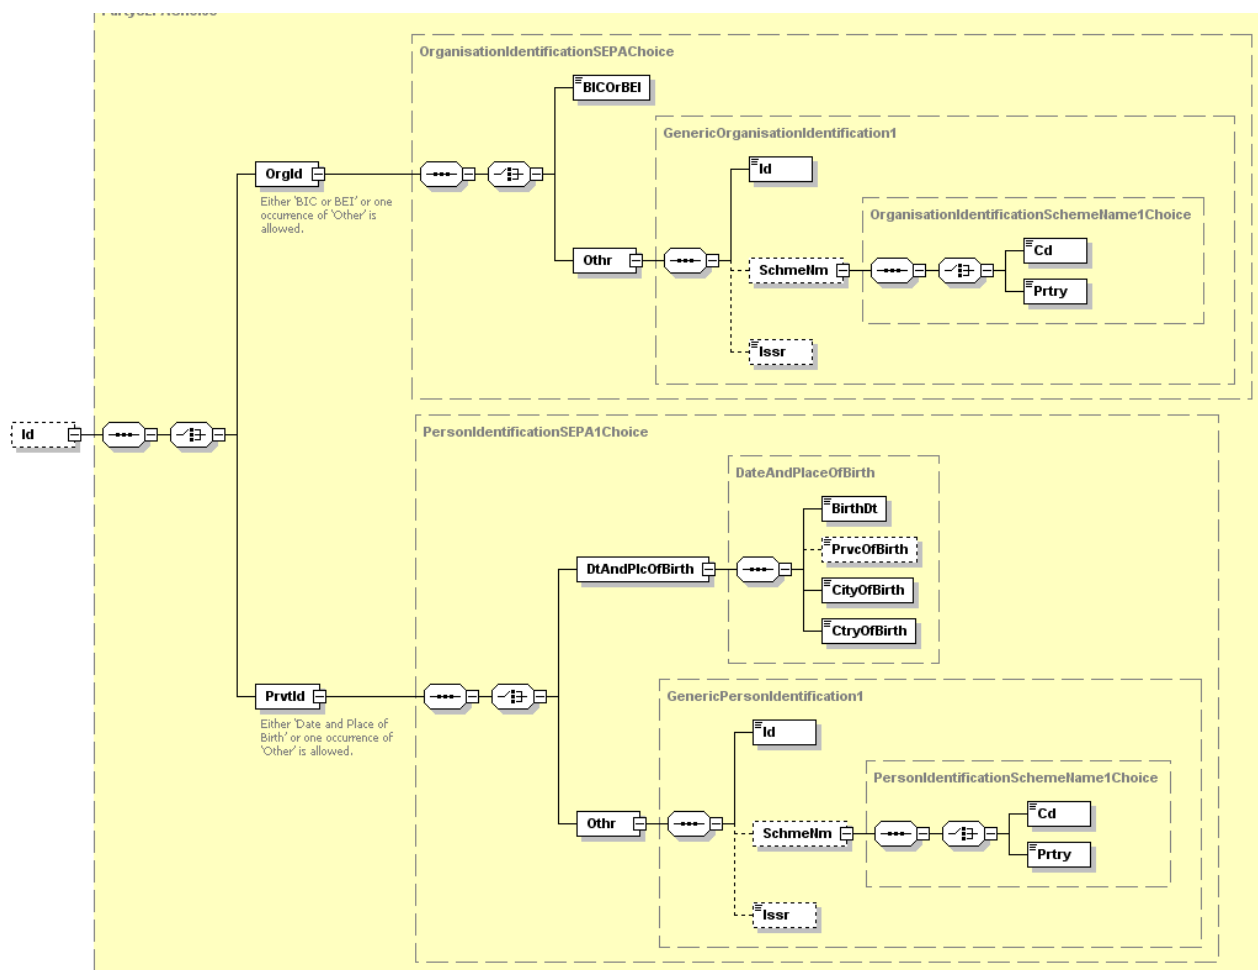 PartySEPAChoice
OrganisationIdentificationSEPAChoice
BICOrBEI
GenericOrganisationIdentification1
Id
OrgId
Either 'BIC or BEI' or one
occurrence of 'Other' is
allowed.
OrganisationIdentificationSchemeName1Choice
Othr
SchmeNm
Cd
Prtry
Issr
Id
PersonIdentificationSEPA1Choice
DateAndPlaceOfBirth
BirthDt
PrvcOfBirth
DtAndPlcOfBirth
CityOfBirth
CtryOfBirth
PrvtId
Either 'Date and Place of
Birth' or one occurrence of
'Other' is allowed.
GenericPersonIdentification1
Id
PersonIdentificationSchemeName1Choice
Othr
SchmeNm
Cd
Prtry
Issr